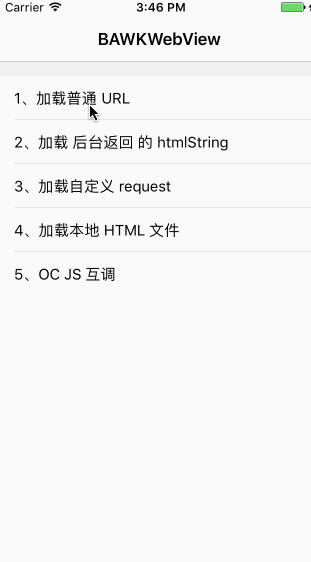 Carrier 3:46 PM
BAWKWebView
1、加载普通 URL
2、加载 后台返回 的 htmlString
3、加载自定义 request
4、加载本地 HTML 文件
5、OC JS 互调